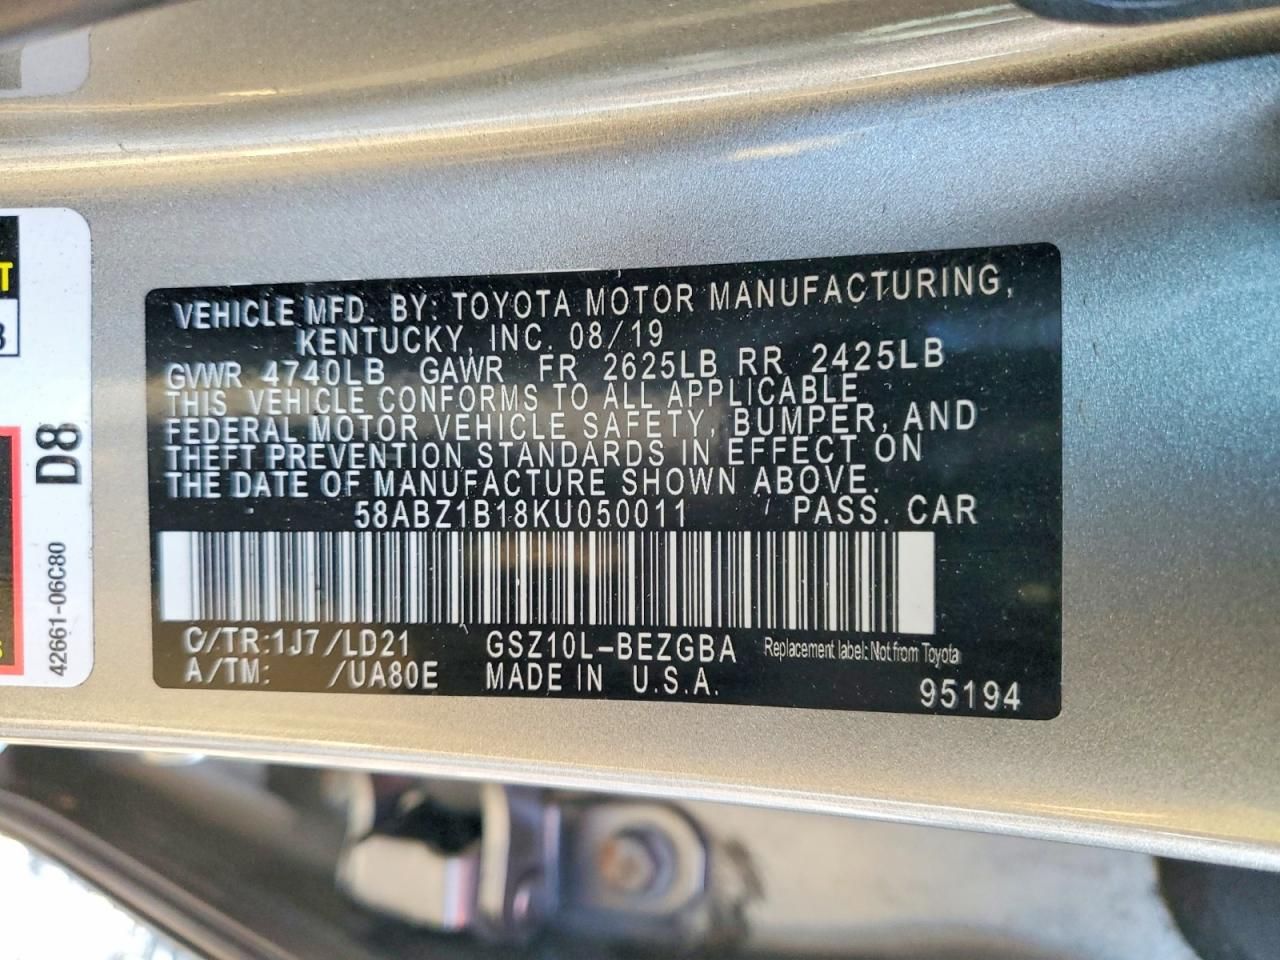 T
3
D8
42661-06C80
S
VEHICLE MFD. BY: TOYOTA MOTOR MANUFACTURING,
KENTUCKY, INC. 08/19
GVWR 4740LB GAWR FR 2625LB RR 2425LB
THIS VEHICLE CONFORMS TO ALL APPLICABLE
FEDERAL MOTOR VEHICLE SAFETY, BUMPER, AND
THEFT PREVENTION STANDARDS IN EFFECT ON
THE DATE OF MANUFACTURE SHOWN ABOVE.
58ABZ1B18KU050011 PASS. CAR
C/TR:1J7/LD21 GSZ10L-BEZGBA Replacement label: Not from Toyota
A/TM: /UA80E MADE IN U.S.A.
95194